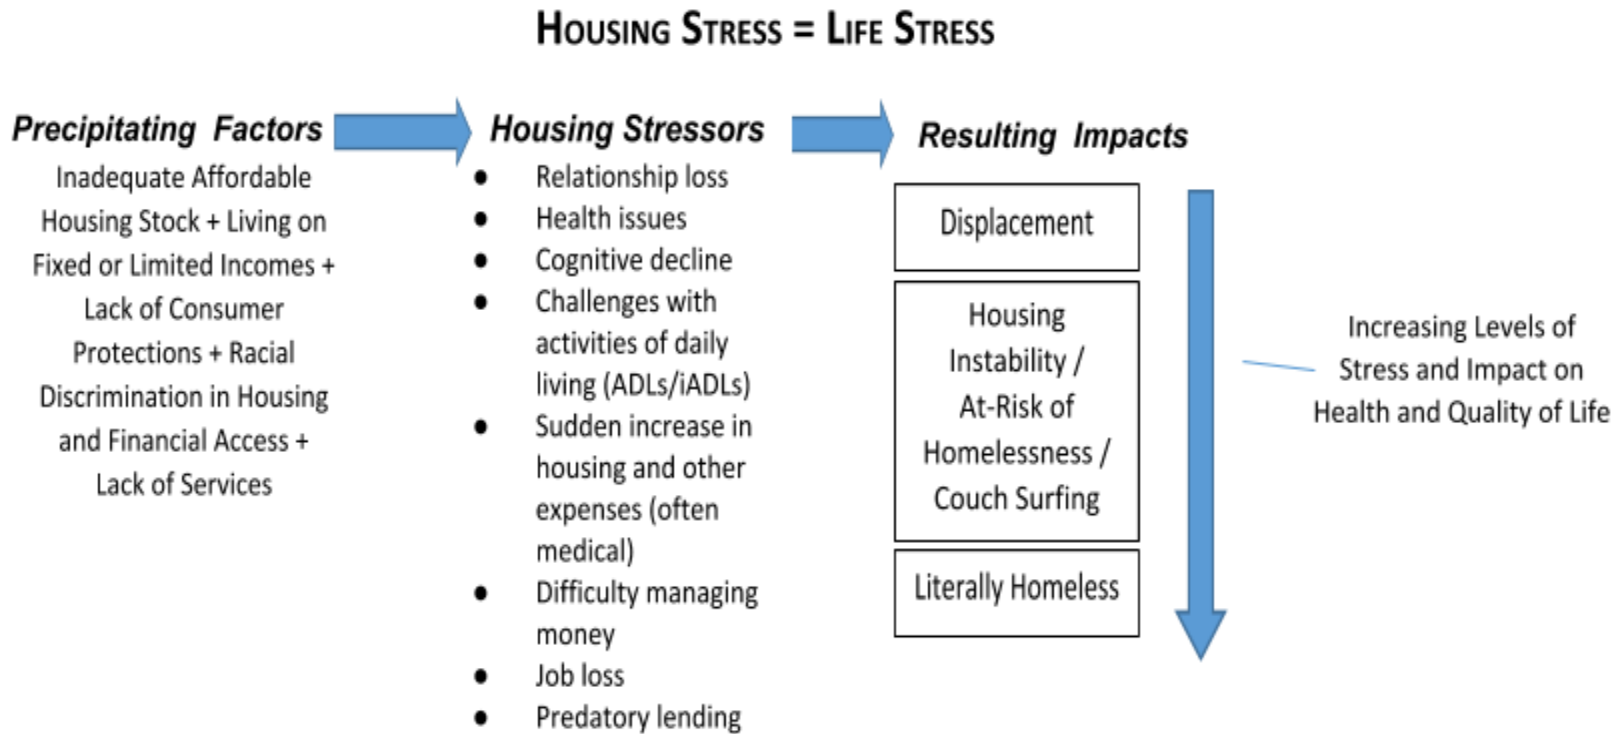 HOUSING STRESS = LIFE STRESS
Precipitating Factors
Inadequate Affordable
Housing Stock + Living on
Fixed or Limited Incomes +
Lack of Consumer
Protections + Racial
Discrimination in Housing
and Financial Access +
Lack of Services
Housing Stressors
● Relationship loss
● Health issues
● Cognitive decline
● Challenges with
activities of daily
living (ADLs/iADLs)
● Sudden increase in
housing and other
expenses (often
medical)
● Difficulty managing
money
● Job loss
● Predatory lending
Resulting Impacts
Displacement
Housing
Instability /
At-Risk of
Homelessness /
Couch Surfing
Literally Homeless
Increasing Levels of
Stress and Impact on
Health and Quality of Life